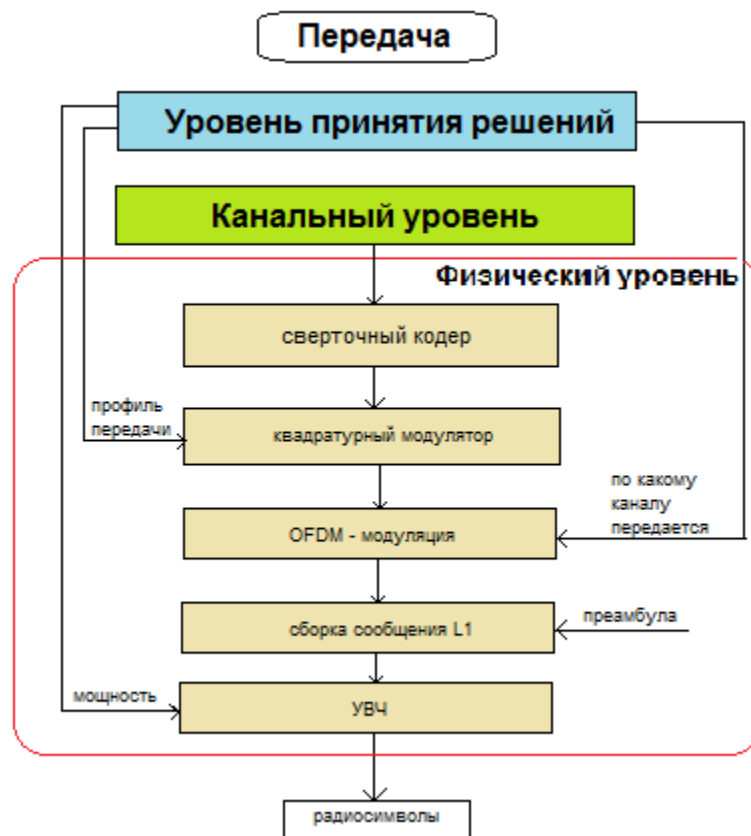 Передача
Уровень принятия решений
Канальный уровень
Физический уровень
сверточный кодер
профиль
передачи
квадратурный модулятор
по какому
каналу
передается
OFDM - модуляция
сборка сообщения L1
преамбула
мощность
УВЧ
радиосимволы